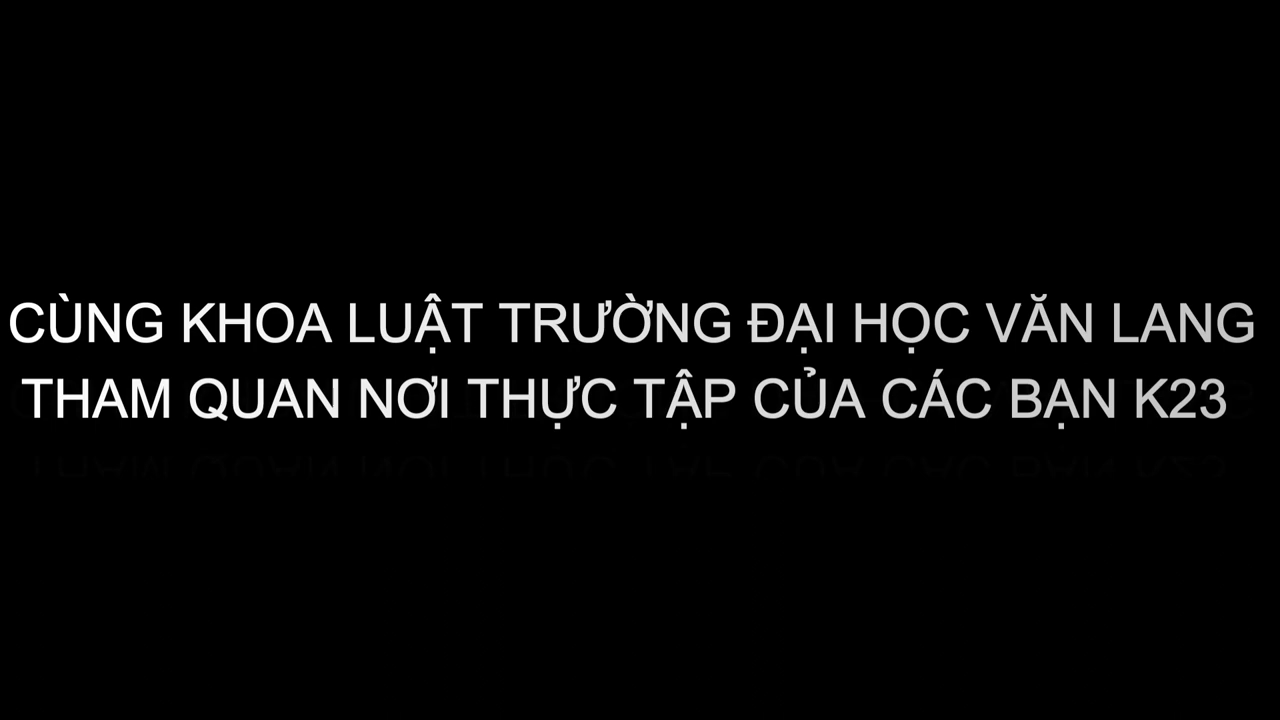 CÙNG KHOA LUẬT TRƯỜNG ĐẠI HỌC VĂN LANG
THAM QUAN NƠI THỰC TẬP CỦA CÁC BẠN K23